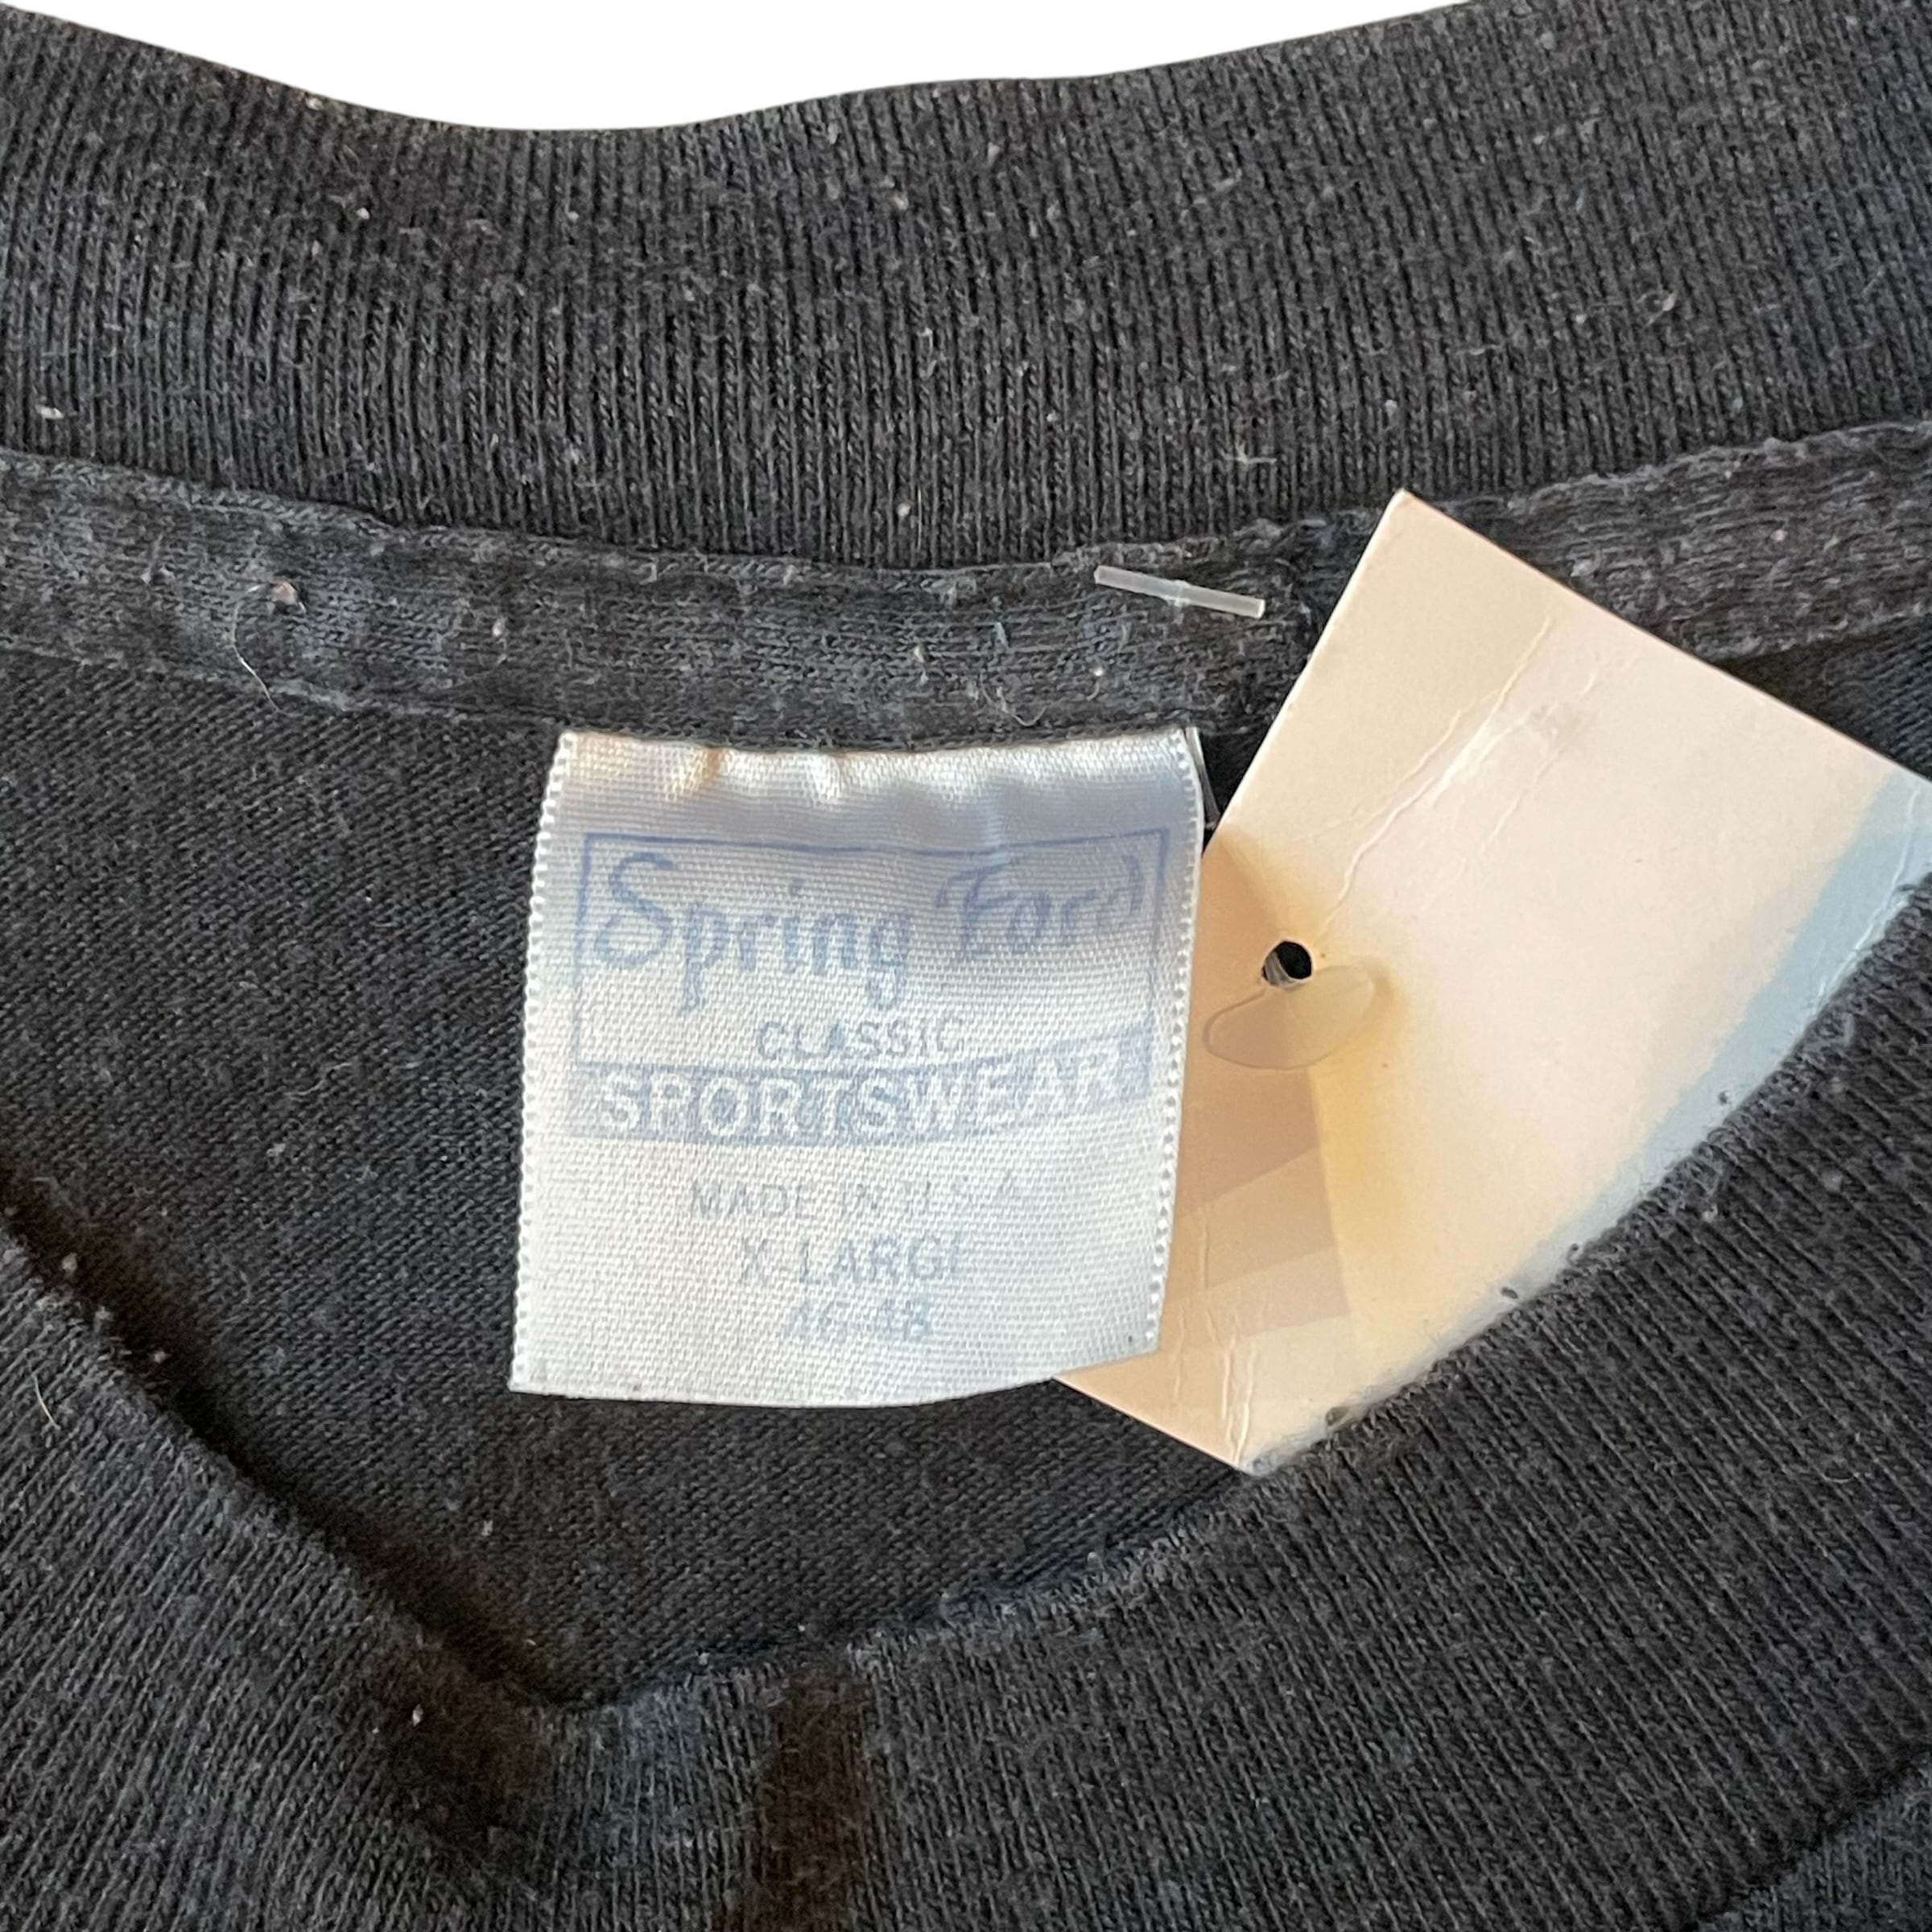 Spring Ford
CLASSIC
SPORTSWEAR
MADE IN U.S.A.
X-LARGE
46-48